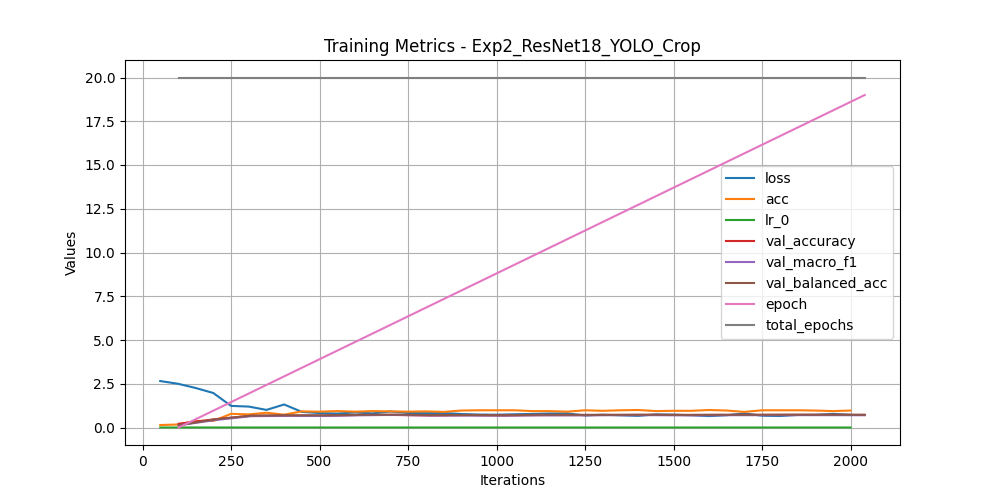 Training Metrics - Exp2_ResNet18_YOLO_Crop
Values
20.0
17.5
15.0
12.5
10.0
7.5
5.0
2.5
0.0
loss
acc
lr_0
val_accuracy
val_macro_f1
val_balanced_acc
epoch
total_epochs
0 250 500 750 1000 1250 1500 1750 2000
Iterations